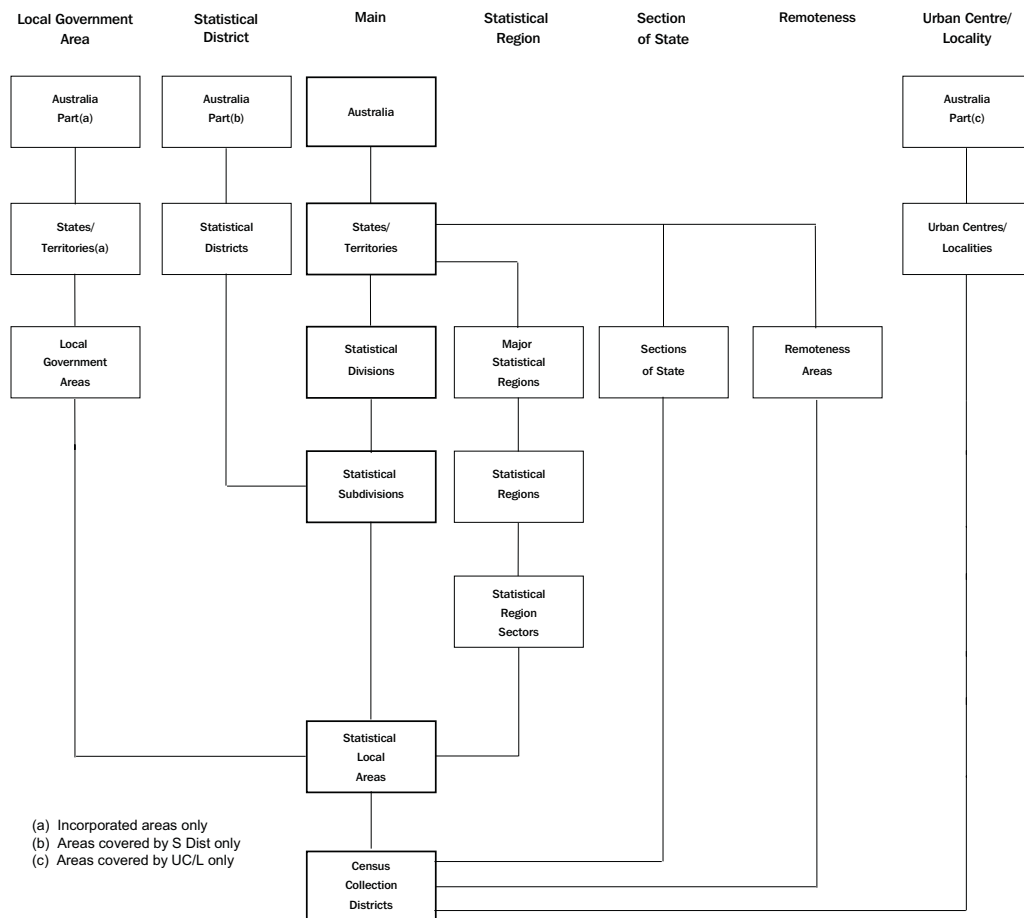 Local Government
Area
Statistical
District
Main
Statistical
Region
Section
of State
Remoteness
Urban Centre/
Locality
Australia
Part(a)
Australia
Part(b)
Australia
Australia
Part(c)
States/
Territories(a)
Statistical
Districts
States/
Territories
Urban Centres/
Localities
Local
Government
Areas
Statistical
Divisions
Major
Statistical
Regions
Sections
of State
Remoteness
Areas
Statistical
Subdivisions
Statistical
Regions
Statistical
Region
Sectors
Statistical
Local
Areas
(a) Incorporated areas only
(b) Areas covered by S Dist only
(c) Areas covered by UC/L only
Census
Collection
Districts